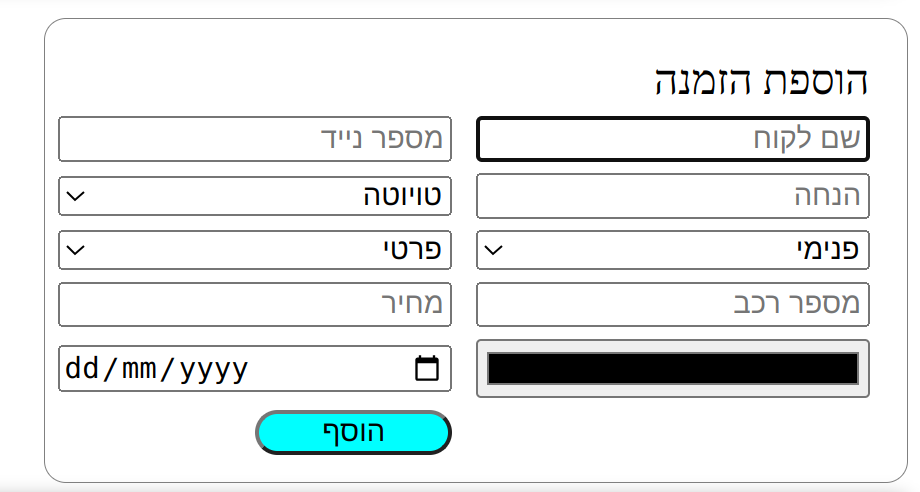 הוספת הזמנה
שם לקוח
מספר נייד
הנחה
טויוטה
פנימי
פרטי
מספר רכב
מחיר
dd/mm/yyyy
הוסף